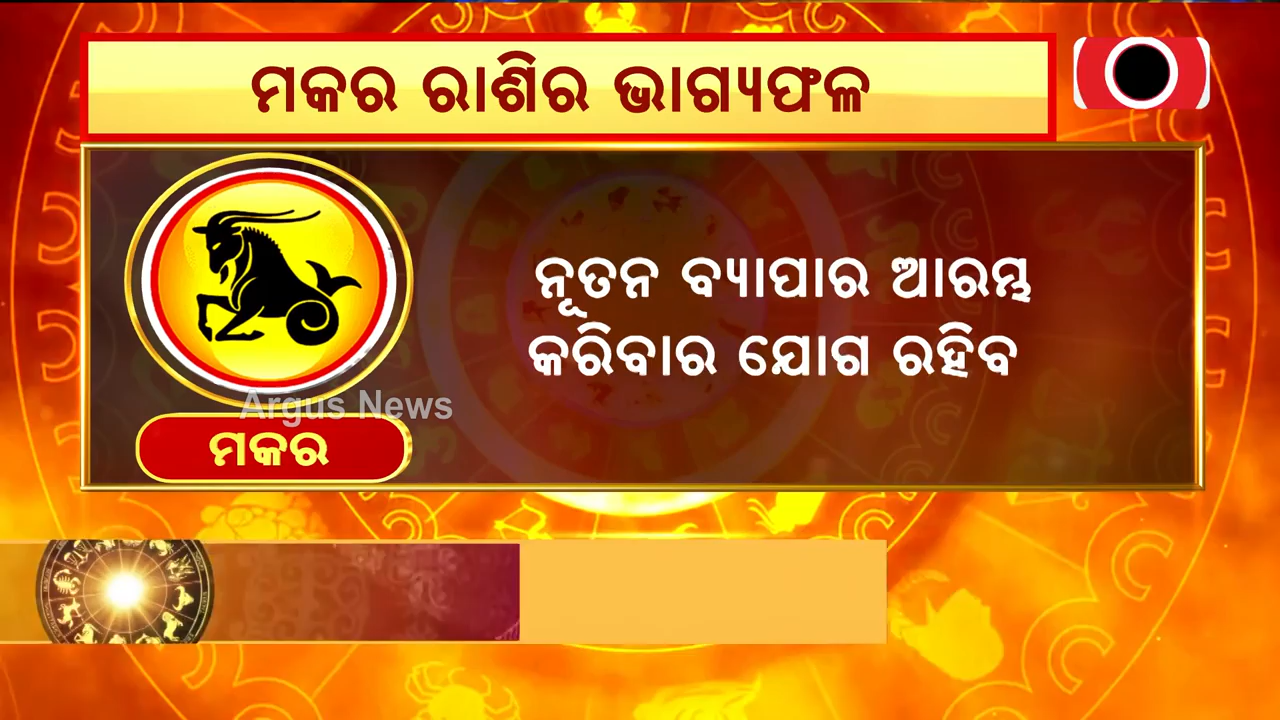 ମକର ରାଶିର ଭାଗ୍ୟଫଳ
ନୂତନ ବ୍ୟାପାର ଆରମ୍ଭ
କରିବାର ଯୋଗ ରହିବ
Argus News
ମକର